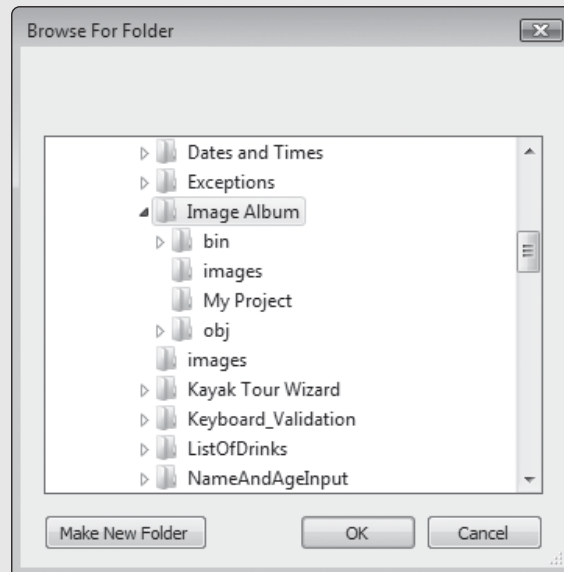 Browse For Folder
Dates and Times
Exceptions
Image Album
bin
images
My Project
obj
images
Kayak Tour Wizard
Keyboard_Validation
ListOfDrinks
NameAndAgeInput
Make New Folder OK Cancel